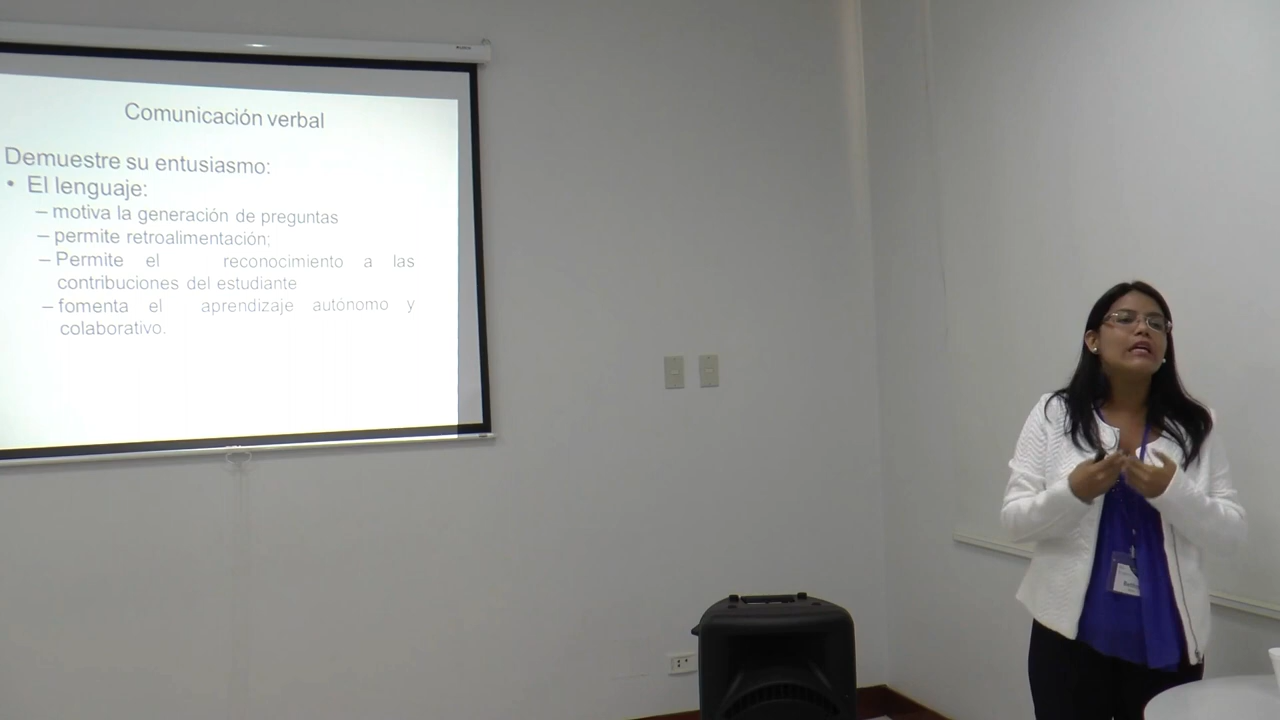 Comunicación verbal
Demuestre su entusiasmo:
• El lenguaje:
– motiva la generación de preguntas
– permite retroalimentación;
– Permite el reconocimiento a las
contribuciones del estudiante
– fomenta el aprendizaje autónomo y
colaborativo.